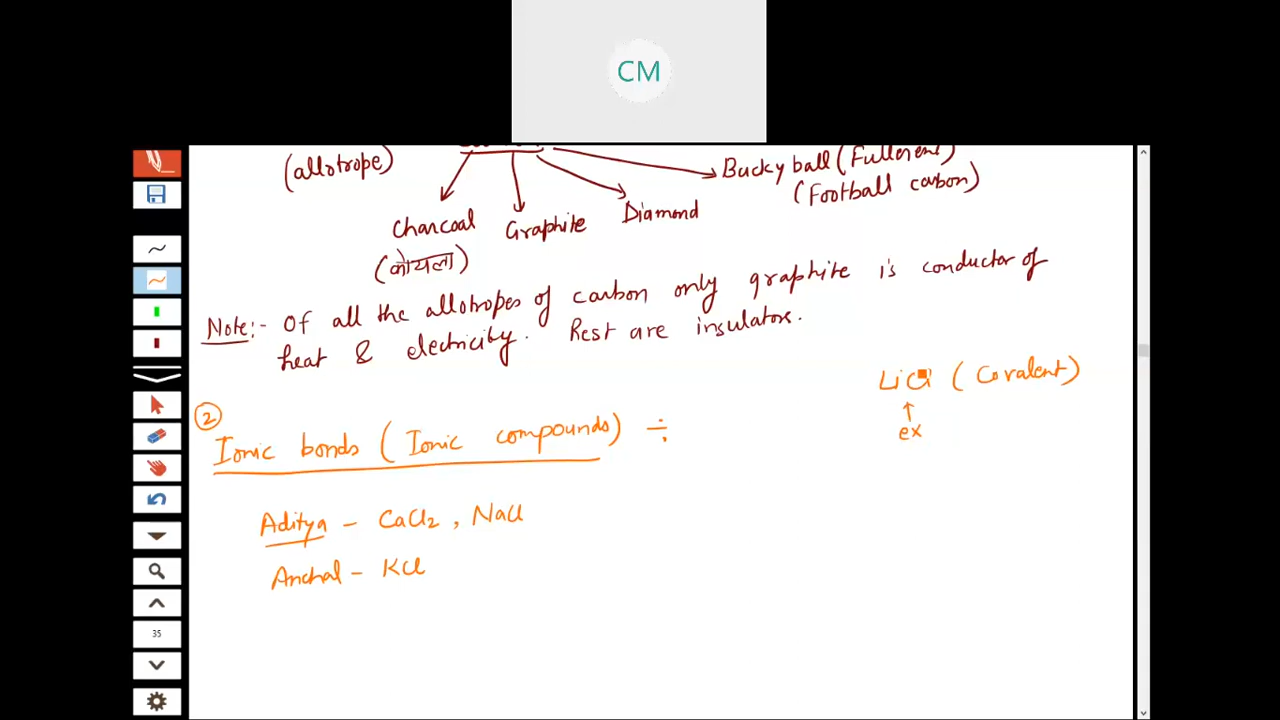 CM
(allotrope)
Bucky ball (Fullerene)
(Football carbon)
Charcoal Graphite Diamond
(कोयला)
Note:- Of all the allotropes of carbon only graphite is conductor of
heat & electricity. Rest are insulators.
LiCl (Covalent)
ex
②
Ionic bonds (Ionic compounds) ÷
Aditya - CaCl2, NaCl
Anchal - KCl
35